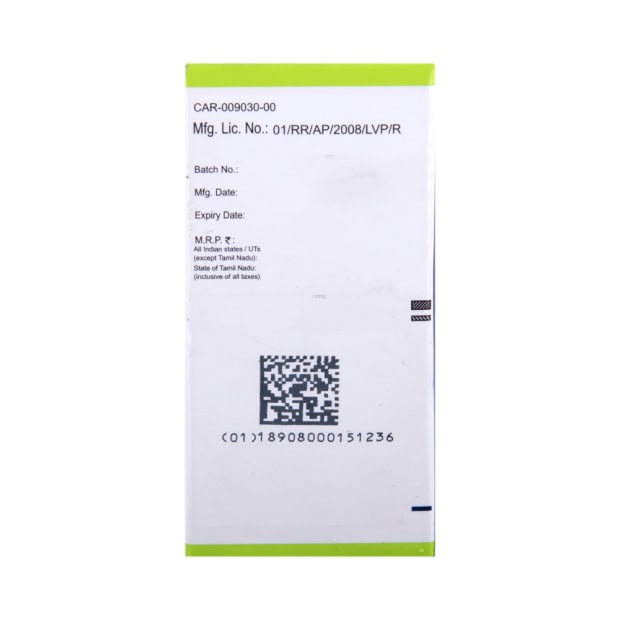 CAR-009030-00
Mfg. Lic. No.: 01/RR/AP/2008/LVP/R
Batch No.:
Mfg. Date:
Expiry Date:
M.R.P. ₹:
All Indian states / UTs
(except Tamil Nadu):
State of Tamil Nadu:
(inclusive of all taxes)
(01)18908000151236